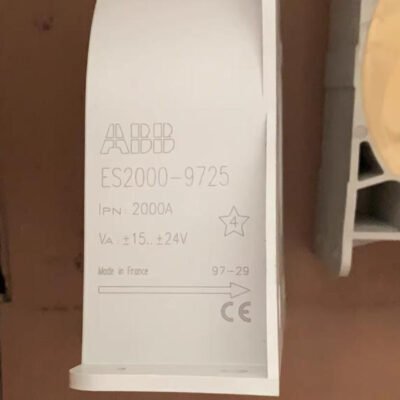 ABB
ES2000-9725
IPN: 2000A
4
VA: ±15..±24V
Made in France 97-29
CE